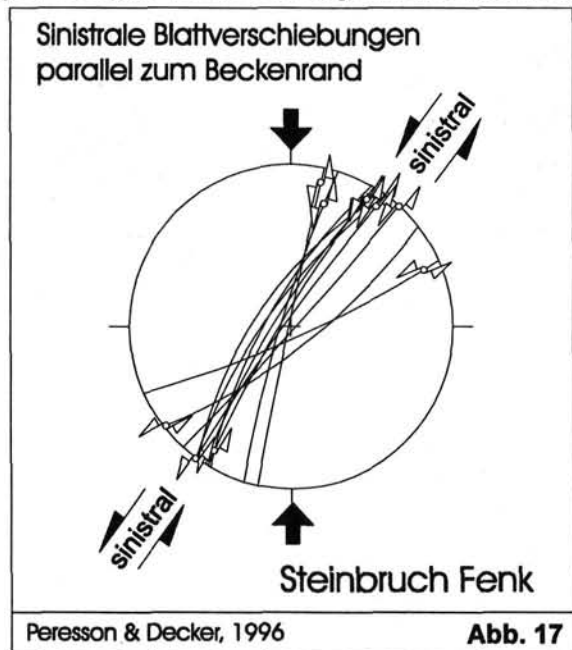 Sinistrale Blattverschiebungen
parallel zum Beckenrand
sinistral
sinistral
Steinbruch Fenk
Peresson & Decker, 1996
Abb. 17